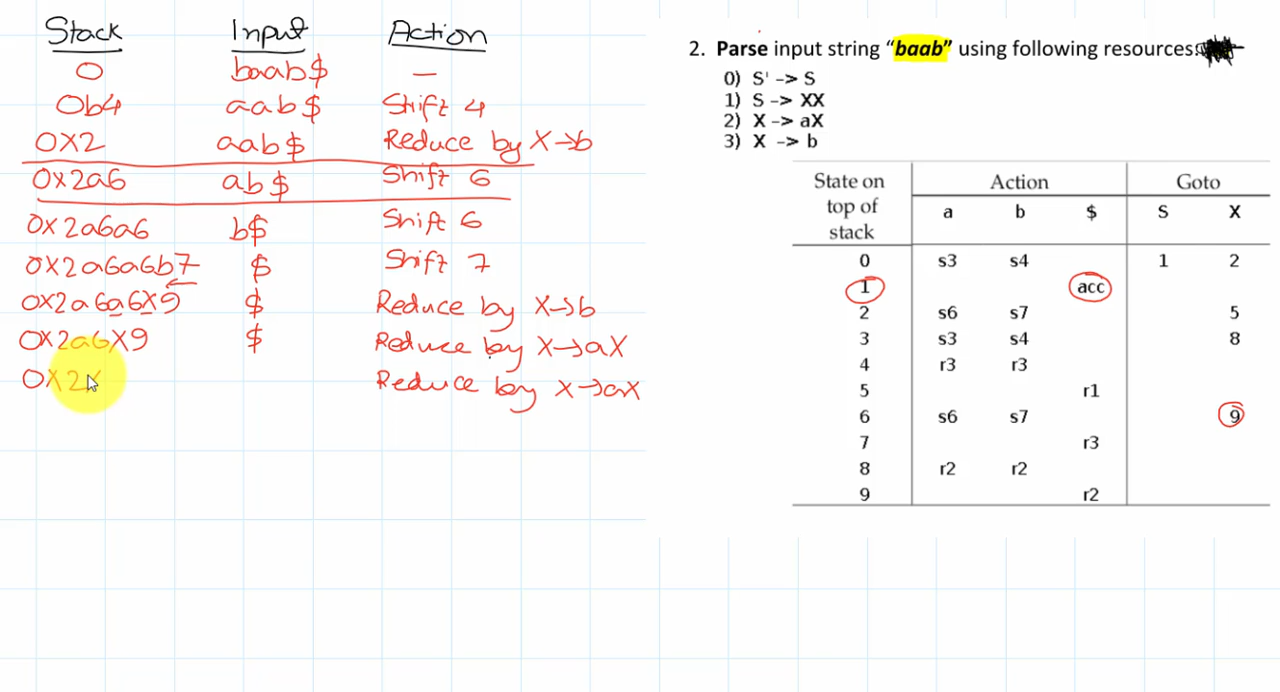 Stack Input Action
0 baab$ —
0b4 aab$ Shift 4
0X2 aab$ Reduce by X→b
0X2a6 ab$ Shift 6
0X2a6a6 b$ Shift 6
0X2a6a6b7 $ Shift 7
0X2a6a6X9 $ Reduce by X→b
0X2a6X9 $ Reduce by X→aX
0X2X Reduce by X→aX
2. Parse input string “baab” using following resources.
0) S' -> S
1) S -> XX
2) X -> aX
3) X -> b
State on top of stack Action Goto
a b $ S X
0 s3 s4 1 2
1 acc
2 s6 s7 5
3 s3 s4 8
4 r3 r3
5 r1
6 s6 s7 9
7 r3
8 r2 r2
9 r2